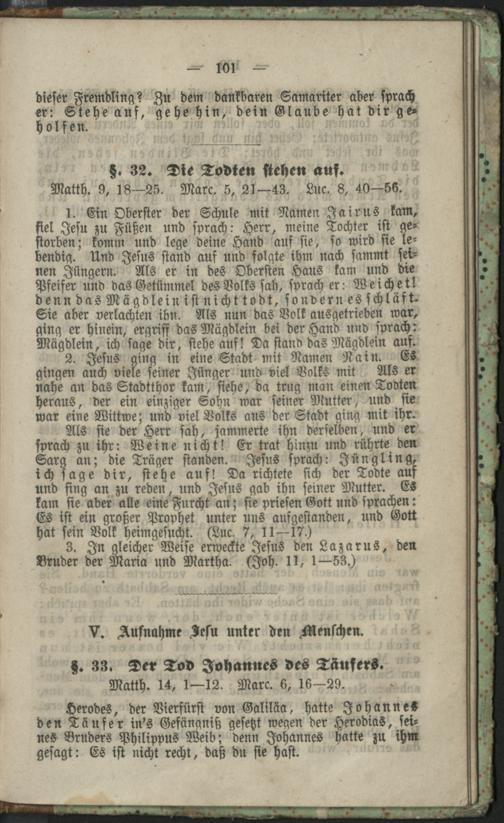 — 101 —
dieser Fremdling? Zu dem dankbaren Samariter aber sprach
er: Stehe auf, gehe hin, dein Glaube hat dir ge-
holfen.
§. 32. Die Todten stehen auf.
Matth. 9, 18—25. Marc. 5, 21—43. Luc. 8, 40—56.
1. Ein Oberster der Schule mit Namen Jairus kam,
fiel Jesu zu Füßen und sprach: Herr, meine Tochter ist ge-
storben; komm und lege deine Hand auf sie, so wird sie le-
bendig. Und Jesus stand auf und folgte ihm nach sammt sei-
nen Jüngern. Als er in des Obersten Haus kam und die
Pfeifer und das Getümmel des Volks sah, sprach er: Weichet!
denn das Mägdlein ist nicht todt, sondern es schläft.
Sie aber verlachten ihn. Als nun das Volk ausgetrieben war,
ging er hinein, ergriff das Mägdlein bei der Hand und sprach:
Mägdlein, ich sage dir, stehe auf! Da stand das Mägdlein auf.
2. Jesus ging in eine Stadt mit Namen Nain. Es
gingen auch viele seiner Jünger und viel Volks mit Als er
nahe an das Stadtthor kam, siehe, da trug man einen Todten
heraus, der ein einziger Sohn war seiner Mutter, und sie
war eine Wittwe; und viel Volks aus der Stadt ging mit ihr.
Als sie der Herr sah, jammerte ihn derselben, und er
sprach zu ihr: Weine nicht! Er trat hinzu und rührte den
Sarg an; die Träger standen. Jesus sprach: Jüngling,
ich sage dir, stehe auf! Da richtete sich der Todte auf
und fing an zu reden, und Jesus gab ihn seiner Mutter. Es
kam sie aber alle eine Furcht an; sie priesen Gott und sprachen:
Es ist ein großer Prophet unter uns aufgestanden, und Gott
hat sein Volk heimgesucht. (Luc. 7, 11—17.)
3. In gleicher Weise erweckte Jesus den Lazarus, den
Bruder der Maria und Martha. (Joh. 11, 1—53.)
V. Aufnahme Jesu unter den Menschen.
§. 33. Der Tod Johannes des Täufers.
Matth. 14, 1—12. Marc. 6, 16—29.
Herodes, der Vierfürst von Galiläa, hatte Johannes
den Täufer in's Gefängniß gesetzt wegen der Herodias, sei-
nes Bruders Philippus Weib; denn Johannes hatte zu ihm
gesagt: Es ist nicht recht, daß du sie hast.